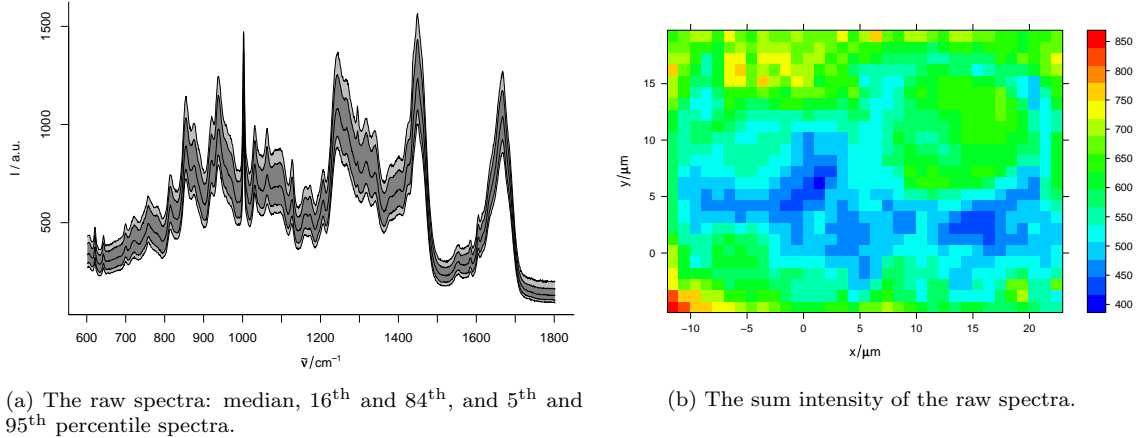 1500
1000
500
I / a.u.
600 800 1000 1200 1400 1600 1800
ṽ/cm⁻¹
(a) The raw spectra: median, 16th and 84th, and 5th and
95th percentile spectra.
15
10
5
0
y/µm
−10 −5 0 5 10 15 20
x/µm
850
800
750
700
650
600
550
500
450
400
(b) The sum intensity of the raw spectra.